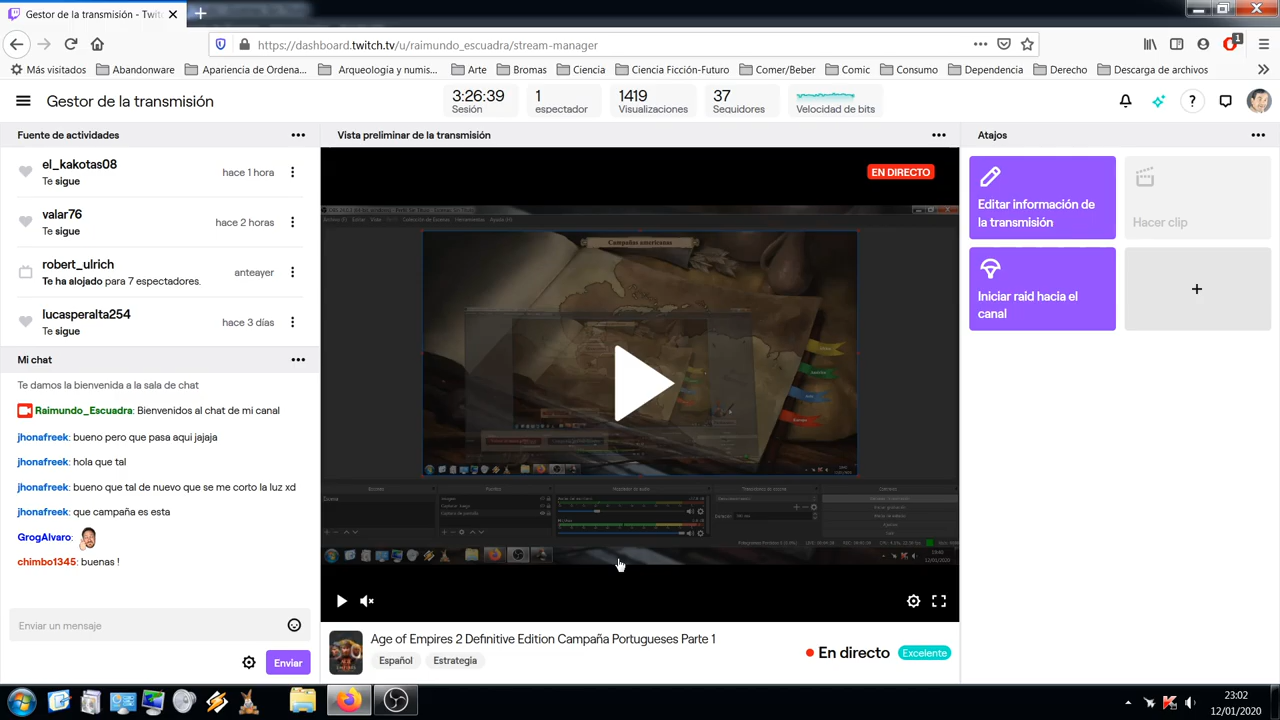 Gestor de la transmisión - Twit
https://dashboard.twitch.tv/u/raimundo_escuadra/stream-manager
1
Más visitados
Abandonware
Apariencia de Ordena...
Arqueologia y numis...
Arte
Bromas
Ciencia
Ciencia Ficción-Futuro
Comer/Beber
Comic
Consumo
Dependencia
Derecho
Descarga de archivos
Gestor de la transmisión
3:26:39
Sesión
1
espectador
1419
Visualizaciones
37
Seguidores
Velocidad de bits
Fuente de actividades
el_kakotas08
Te sigue
hace 1 hora
valar76
Te sigue
hace 2 horas
robert_ulrich
Te ha alojado para 7 espectadores.
anteayer
lucasperalta254
Te sigue
hace 3 días
Mi chat
Te damos la bienvenida a la sala de chat
Raimundo_Escuadra: Bienvenidos al chat de mi canal
jhonafreek: bueno pero que pasa aqui jajaja
jhonafreek: hola que tal
jhonafreek: bueno que tal de nuevo que se me corto la luz xd
jhonafreek: que campaña es esta
GrogAlvaro:
chimbo1345: buenas !
Enviar un mensaje
Enviar
Vista preliminar de la transmisión
EN DIRECTO
Campañas americanas
Age of Empires 2 Definitive Edition Campaña Portugueses Parte 1
Español
Estrategia
En directo
Excelente
Atajos
Editar información de
la transmisión
Hacer clip
Iniciar raid hacia el
canal
+
23:02
12/01/2020